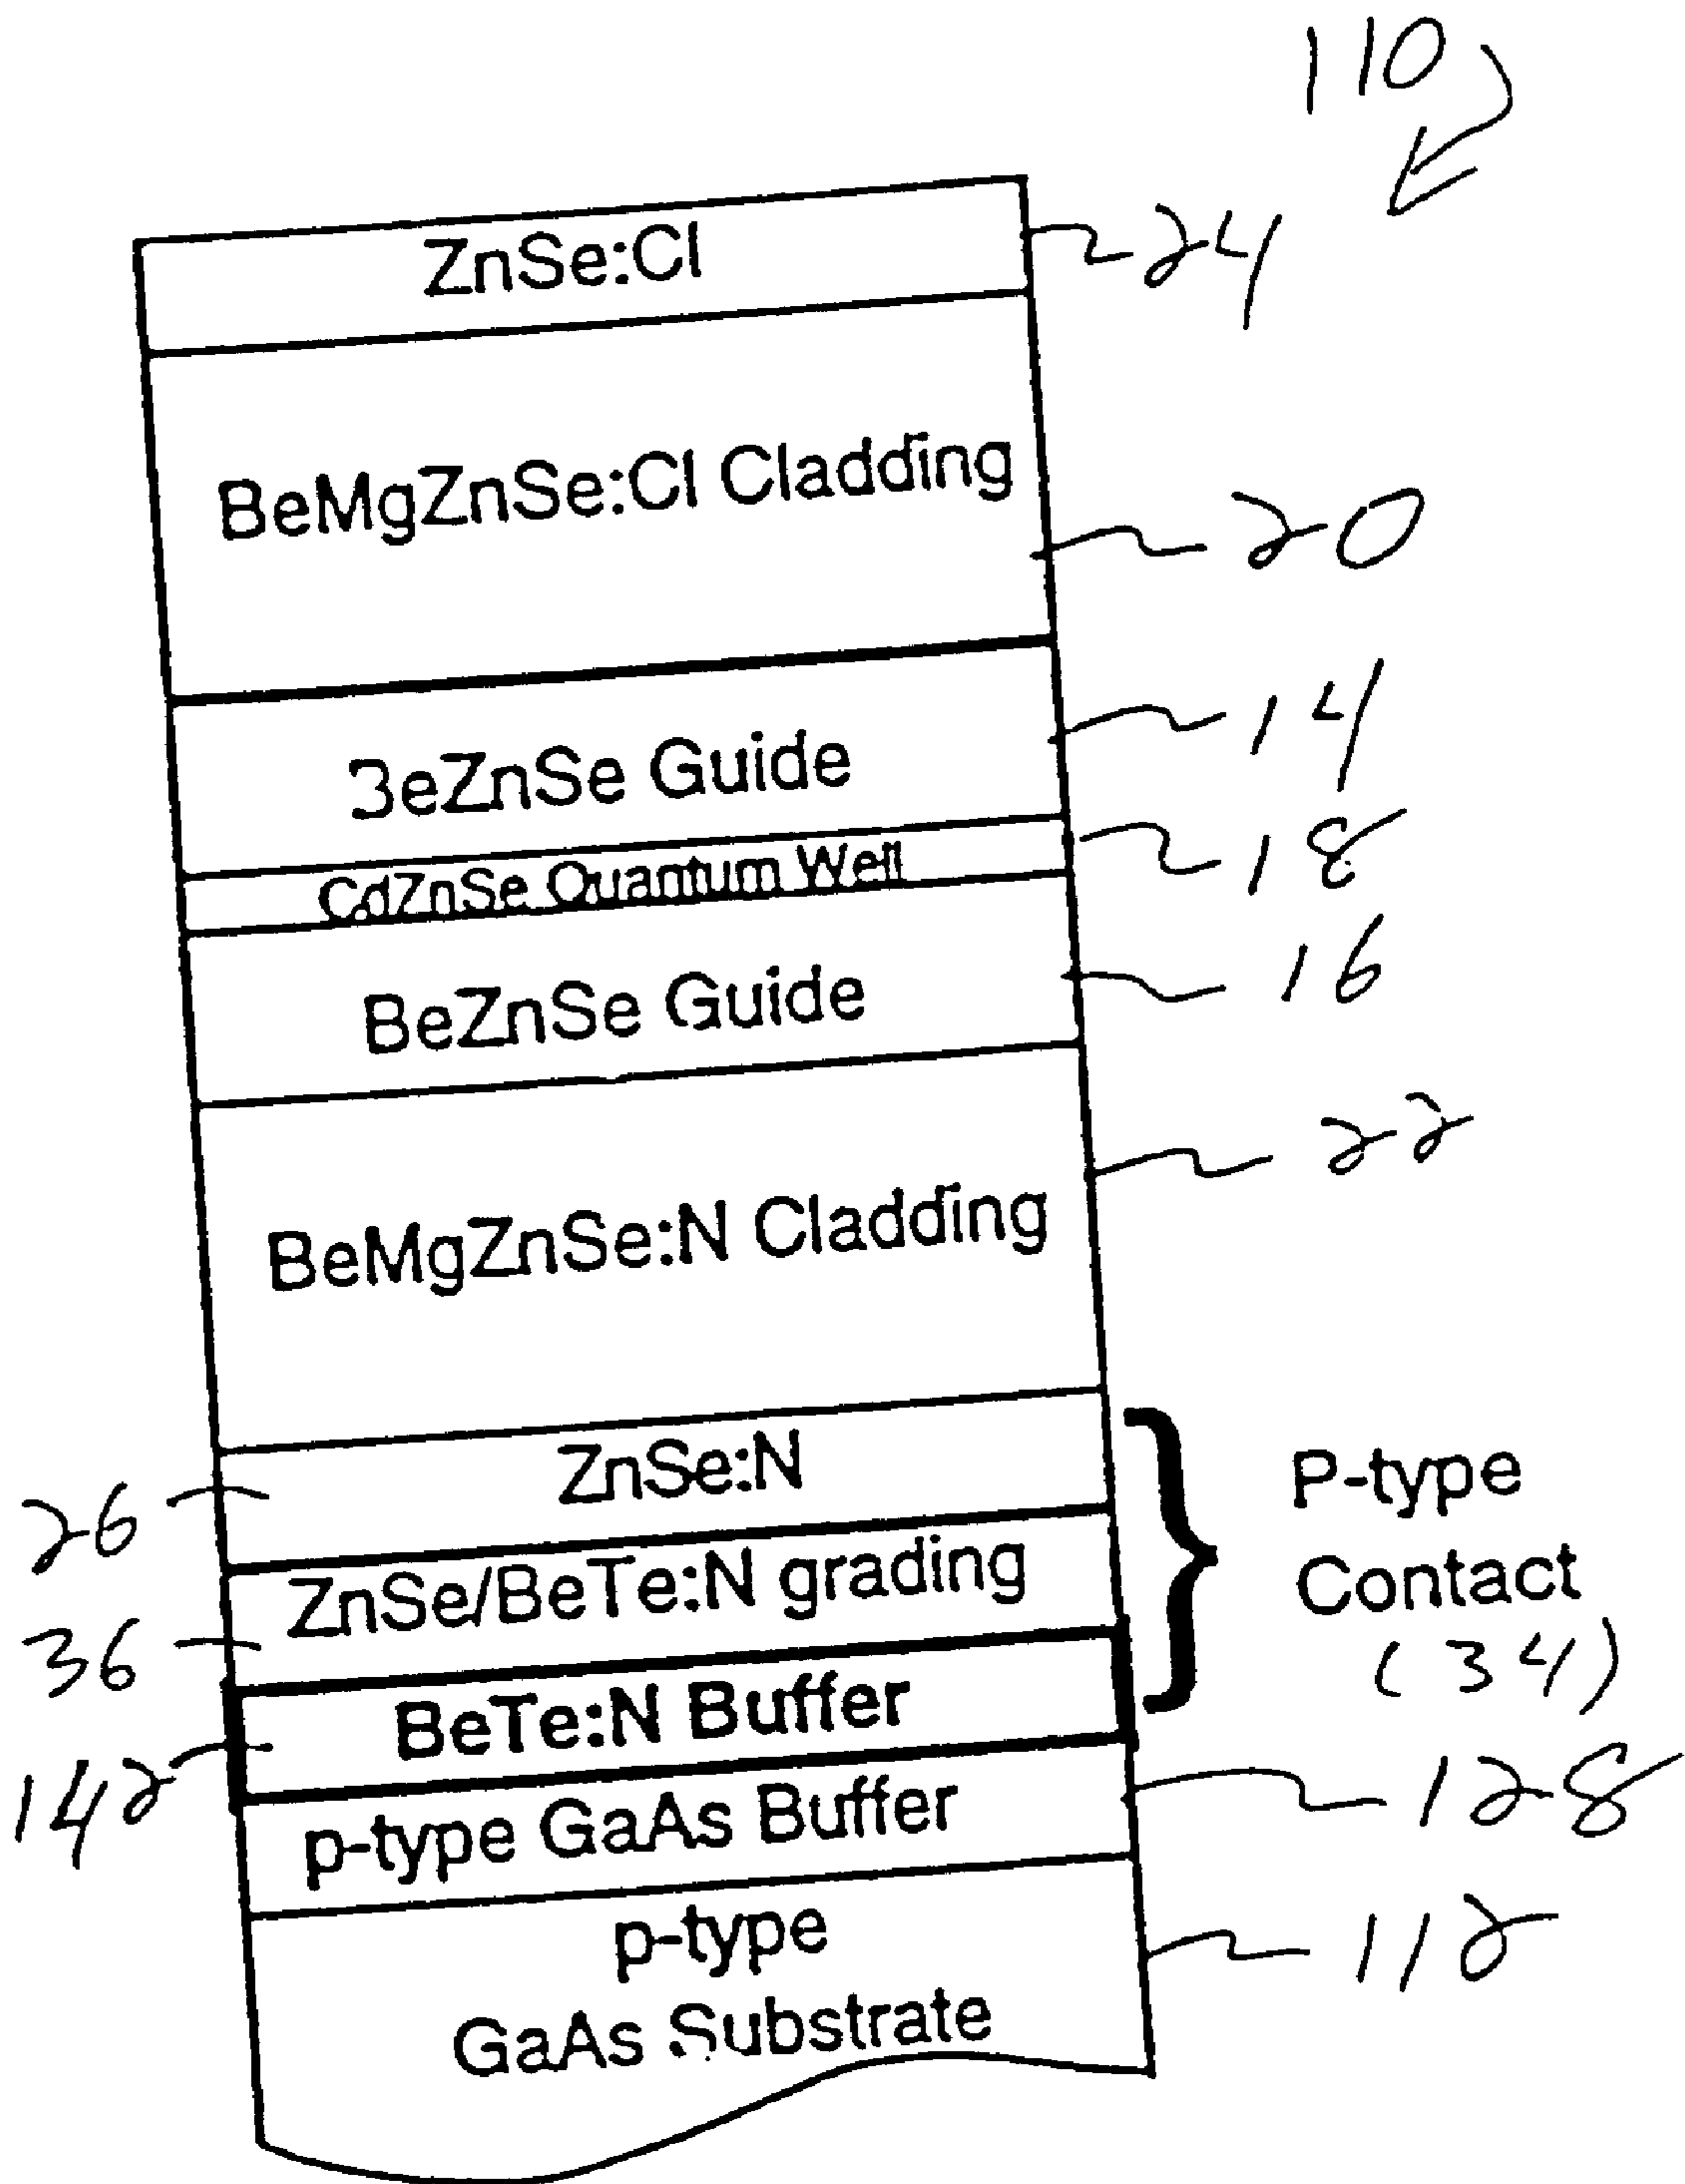 110
ZnSe:Cl
24
BeMgZnSe:Cl Cladding
20
BeZnSe Guide
14
CdZnSe Quantum Well
18
BeZnSe Guide
16
BeMgZnSe:N Cladding
22
ZnSe:N
26
ZnSe/BeTe:N grading
36
P-type
Contact
(34)
BeTe:N Buffer
142
p-type GaAs Buffer
128
p-type
GaAs Substrate
112